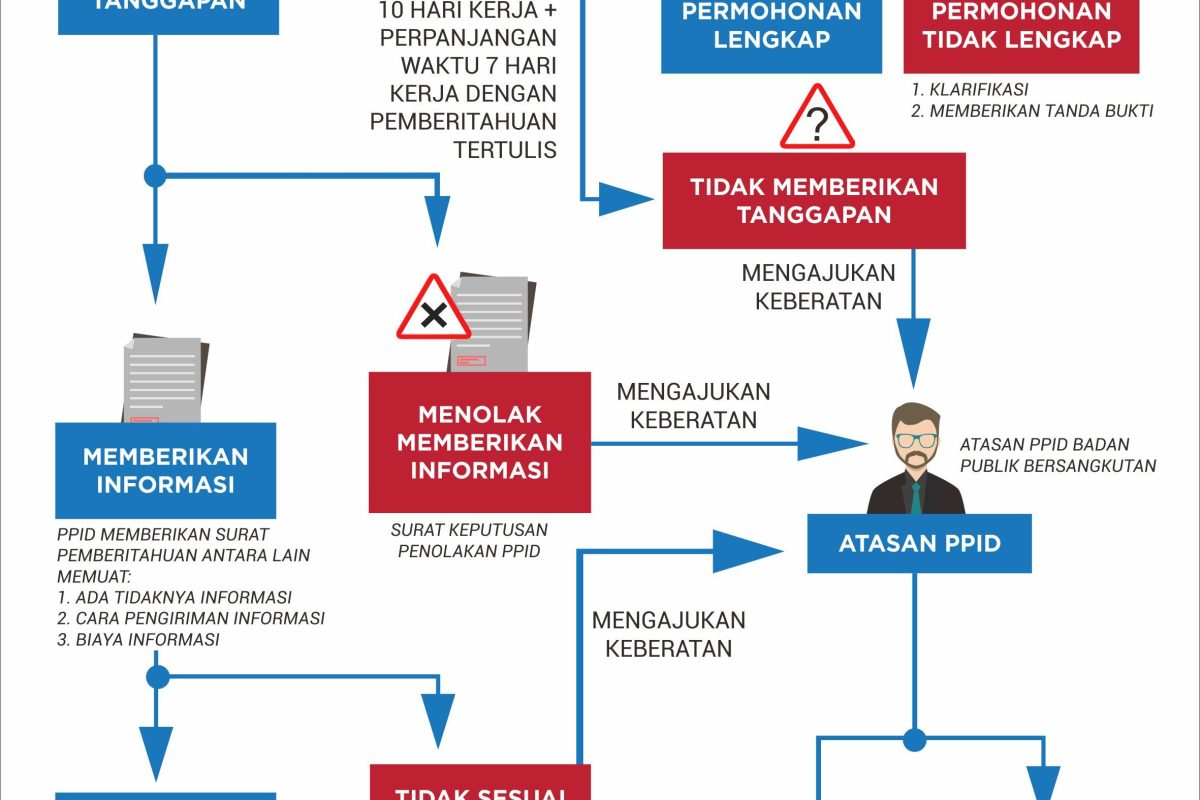 TANGGAPAN
10 HARI KERJA +
PERPANJANGAN
WAKTU 7 HARI
KERJA DENGAN
PEMBERITAHUAN
TERTULIS
PERMOHONAN
LENGKAP
PERMOHONAN
TIDAK LENGKAP
1. KLARIFIKASI
2. MEMBERIKAN TANDA BUKTI
?
TIDAK MEMBERIKAN
TANGGAPAN
MENGAJUKAN
KEBERATAN
MENOLAK
MEMBERIKAN
INFORMASI
SURAT KEPUTUSAN
PENOLAKAN PPID
MENGAJUKAN
KEBERATAN
ATASAN PPID BADAN
PUBLIK BERSANGKUTAN
ATASAN PPID
MEMBERIKAN
INFORMASI
PPID MEMBERIKAN SURAT
PEMBERITAHUAN ANTARA LAIN
MEMUAT:
1. ADA TIDAKNYA INFORMASI
2. CARA PENGIRIMAN INFORMASI
3. BIAYA INFORMASI
MENGAJUKAN
KEBERATAN
TIDAK SESUAI